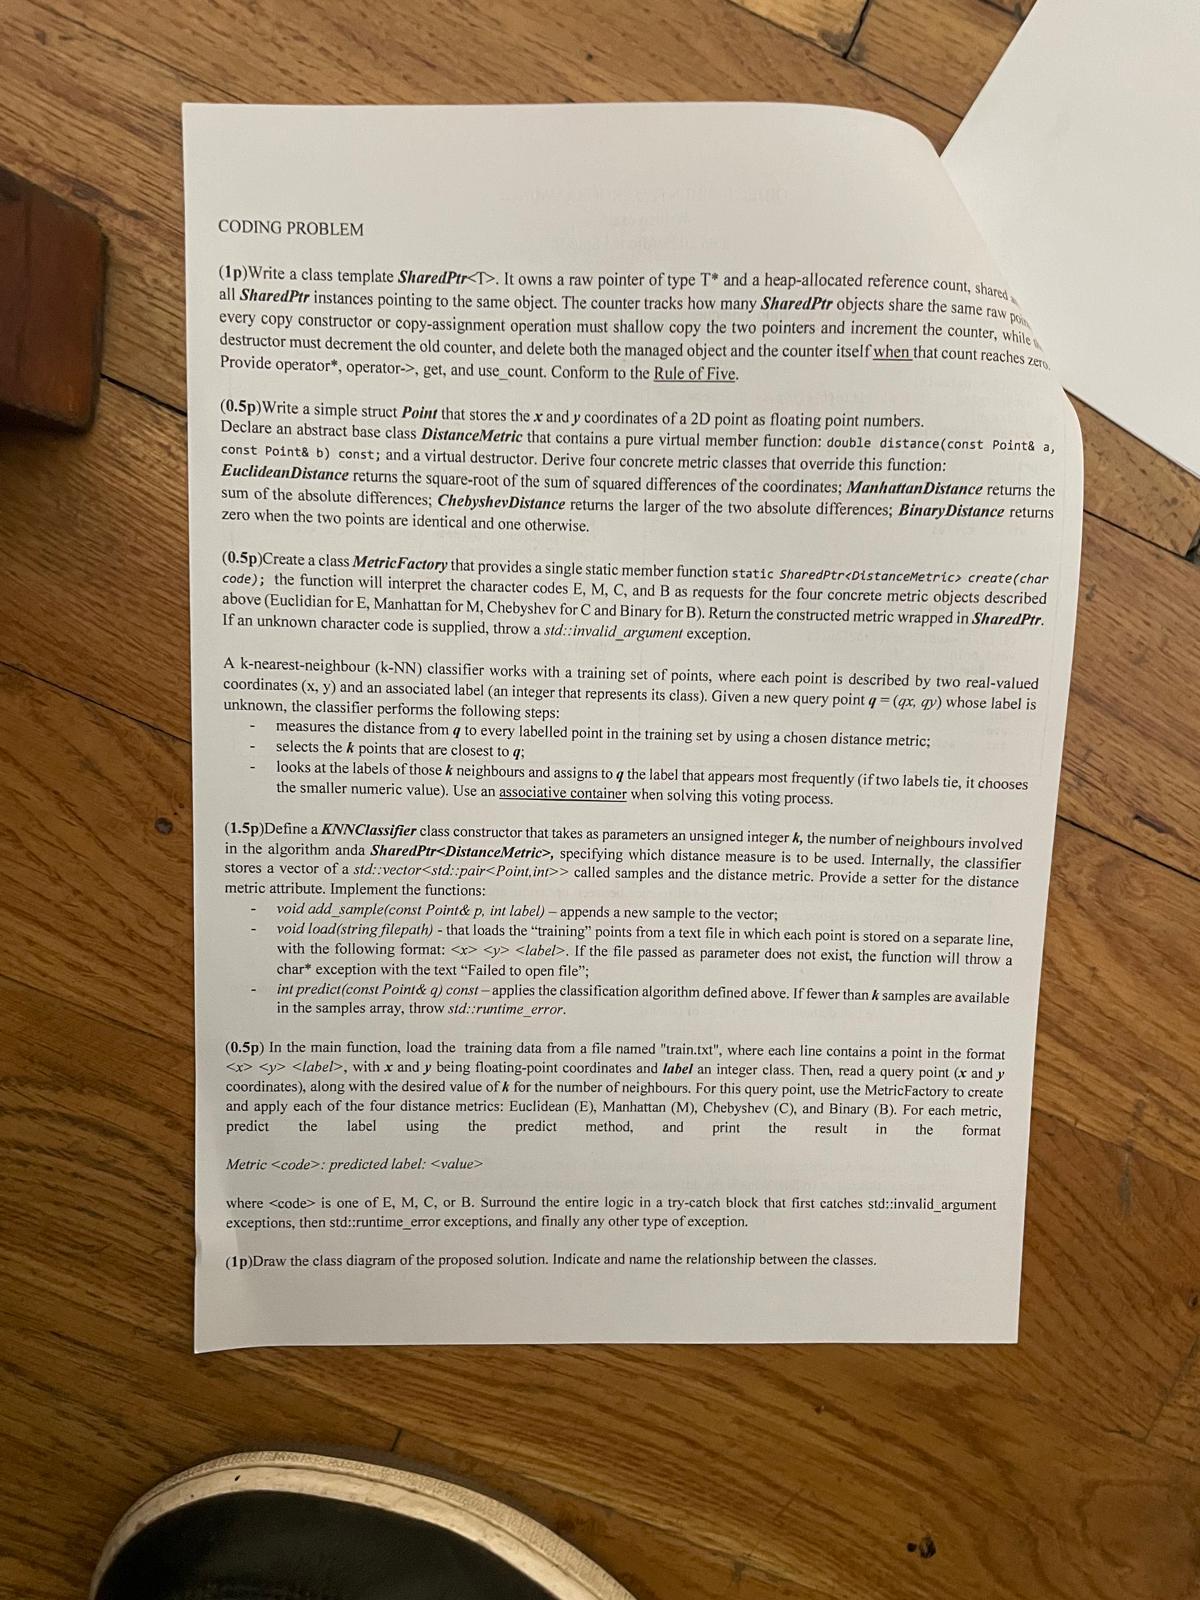 CODING PROBLEM
(1p)Write a class template SharedPtr<T>. It owns a raw pointer of type T* and a heap-allocated reference count, shared
all SharedPtr instances pointing to the same object. The counter tracks how many SharedPtr objects share the same raw
every copy constructor or copy-assignment operation must shallow copy the two pointers and increment the counter, while
destructor must decrement the old counter, and delete both the managed object and the counter itself when that count reaches zero.
Provide operator*, operator->, get, and use_count. Conform to the Rule of Five.
(0.5p)Write a simple struct Point that stores the x and y coordinates of a 2D point as floating point numbers.
Declare an abstract base class DistanceMetric that contains a pure virtual member function: double distance(const Point& a,
const Point& b) const; and a virtual destructor. Derive four concrete metric classes that override this function:
EuclideanDistance returns the square-root of the sum of squared differences of the coordinates; ManhattanDistance returns the
sum of the absolute differences; ChebyshevDistance returns the larger of the two absolute differences; BinaryDistance returns
zero when the two points are identical and one otherwise.
(0.5p)Create a class MetricFactory that provides a single static member function static SharedPtr<DistanceMetric> create(char
code); the function will interpret the character codes E, M, C, and B as requests for the four concrete metric objects described
above (Euclidian for E, Manhattan for M, Chebyshev for C and Binary for B). Return the constructed metric wrapped in SharedPtr.
If an unknown character code is supplied, throw a std::invalid_argument exception.
A k-nearest-neighbour (k-NN) classifier works with a training set of points, where each point is described by two real-valued
coordinates (x, y) and an associated label (an integer that represents its class). Given a new query point q = (qx, qy) whose label is
unknown, the classifier performs the following steps:
- measures the distance from q to every labelled point in the training set by using a chosen distance metric;
- selects the k points that are closest to q;
- looks at the labels of those k neighbours and assigns to q the label that appears most frequently (if two labels tie, it chooses
the smaller numeric value). Use an associative container when solving this voting process.
(1.5p)Define a KNNClassifier class constructor that takes as parameters an unsigned integer k, the number of neighbours involved
in the algorithm anda SharedPtr<DistanceMetric>, specifying which distance measure is to be used. Internally, the classifier
stores a vector of a std::vector<std::pair<Point,int>> called samples and the distance metric. Provide a setter for the distance
metric attribute. Implement the functions:
- void add_sample(const Point& p, int label) – appends a new sample to the vector;
- void load(string filepath) - that loads the “training” points from a text file in which each point is stored on a separate line,
with the following format: <x> <y> <label>. If the file passed as parameter does not exist, the function will throw a
char* exception with the text “Failed to open file”;
- int predict(const Point& q) const – applies the classification algorithm defined above. If fewer than k samples are available
in the samples array, throw std::runtime_error.
(0.5p) In the main function, load the training data from a file named "train.txt", where each line contains a point in the format
<x> <y> <label>, with x and y being floating-point coordinates and label an integer class. Then, read a query point (x and y
coordinates), along with the desired value of k for the number of neighbours. For this query point, use the MetricFactory to create
and apply each of the four distance metrics: Euclidean (E), Manhattan (M), Chebyshev (C), and Binary (B). For each metric,
predict the label using the predict method, and print the result in the format
Metric <code>: predicted label: <value>
where <code> is one of E, M, C, or B. Surround the entire logic in a try-catch block that first catches std::invalid_argument
exceptions, then std::runtime_error exceptions, and finally any other type of exception.
(1p)Draw the class diagram of the proposed solution. Indicate and name the relationship between the classes.